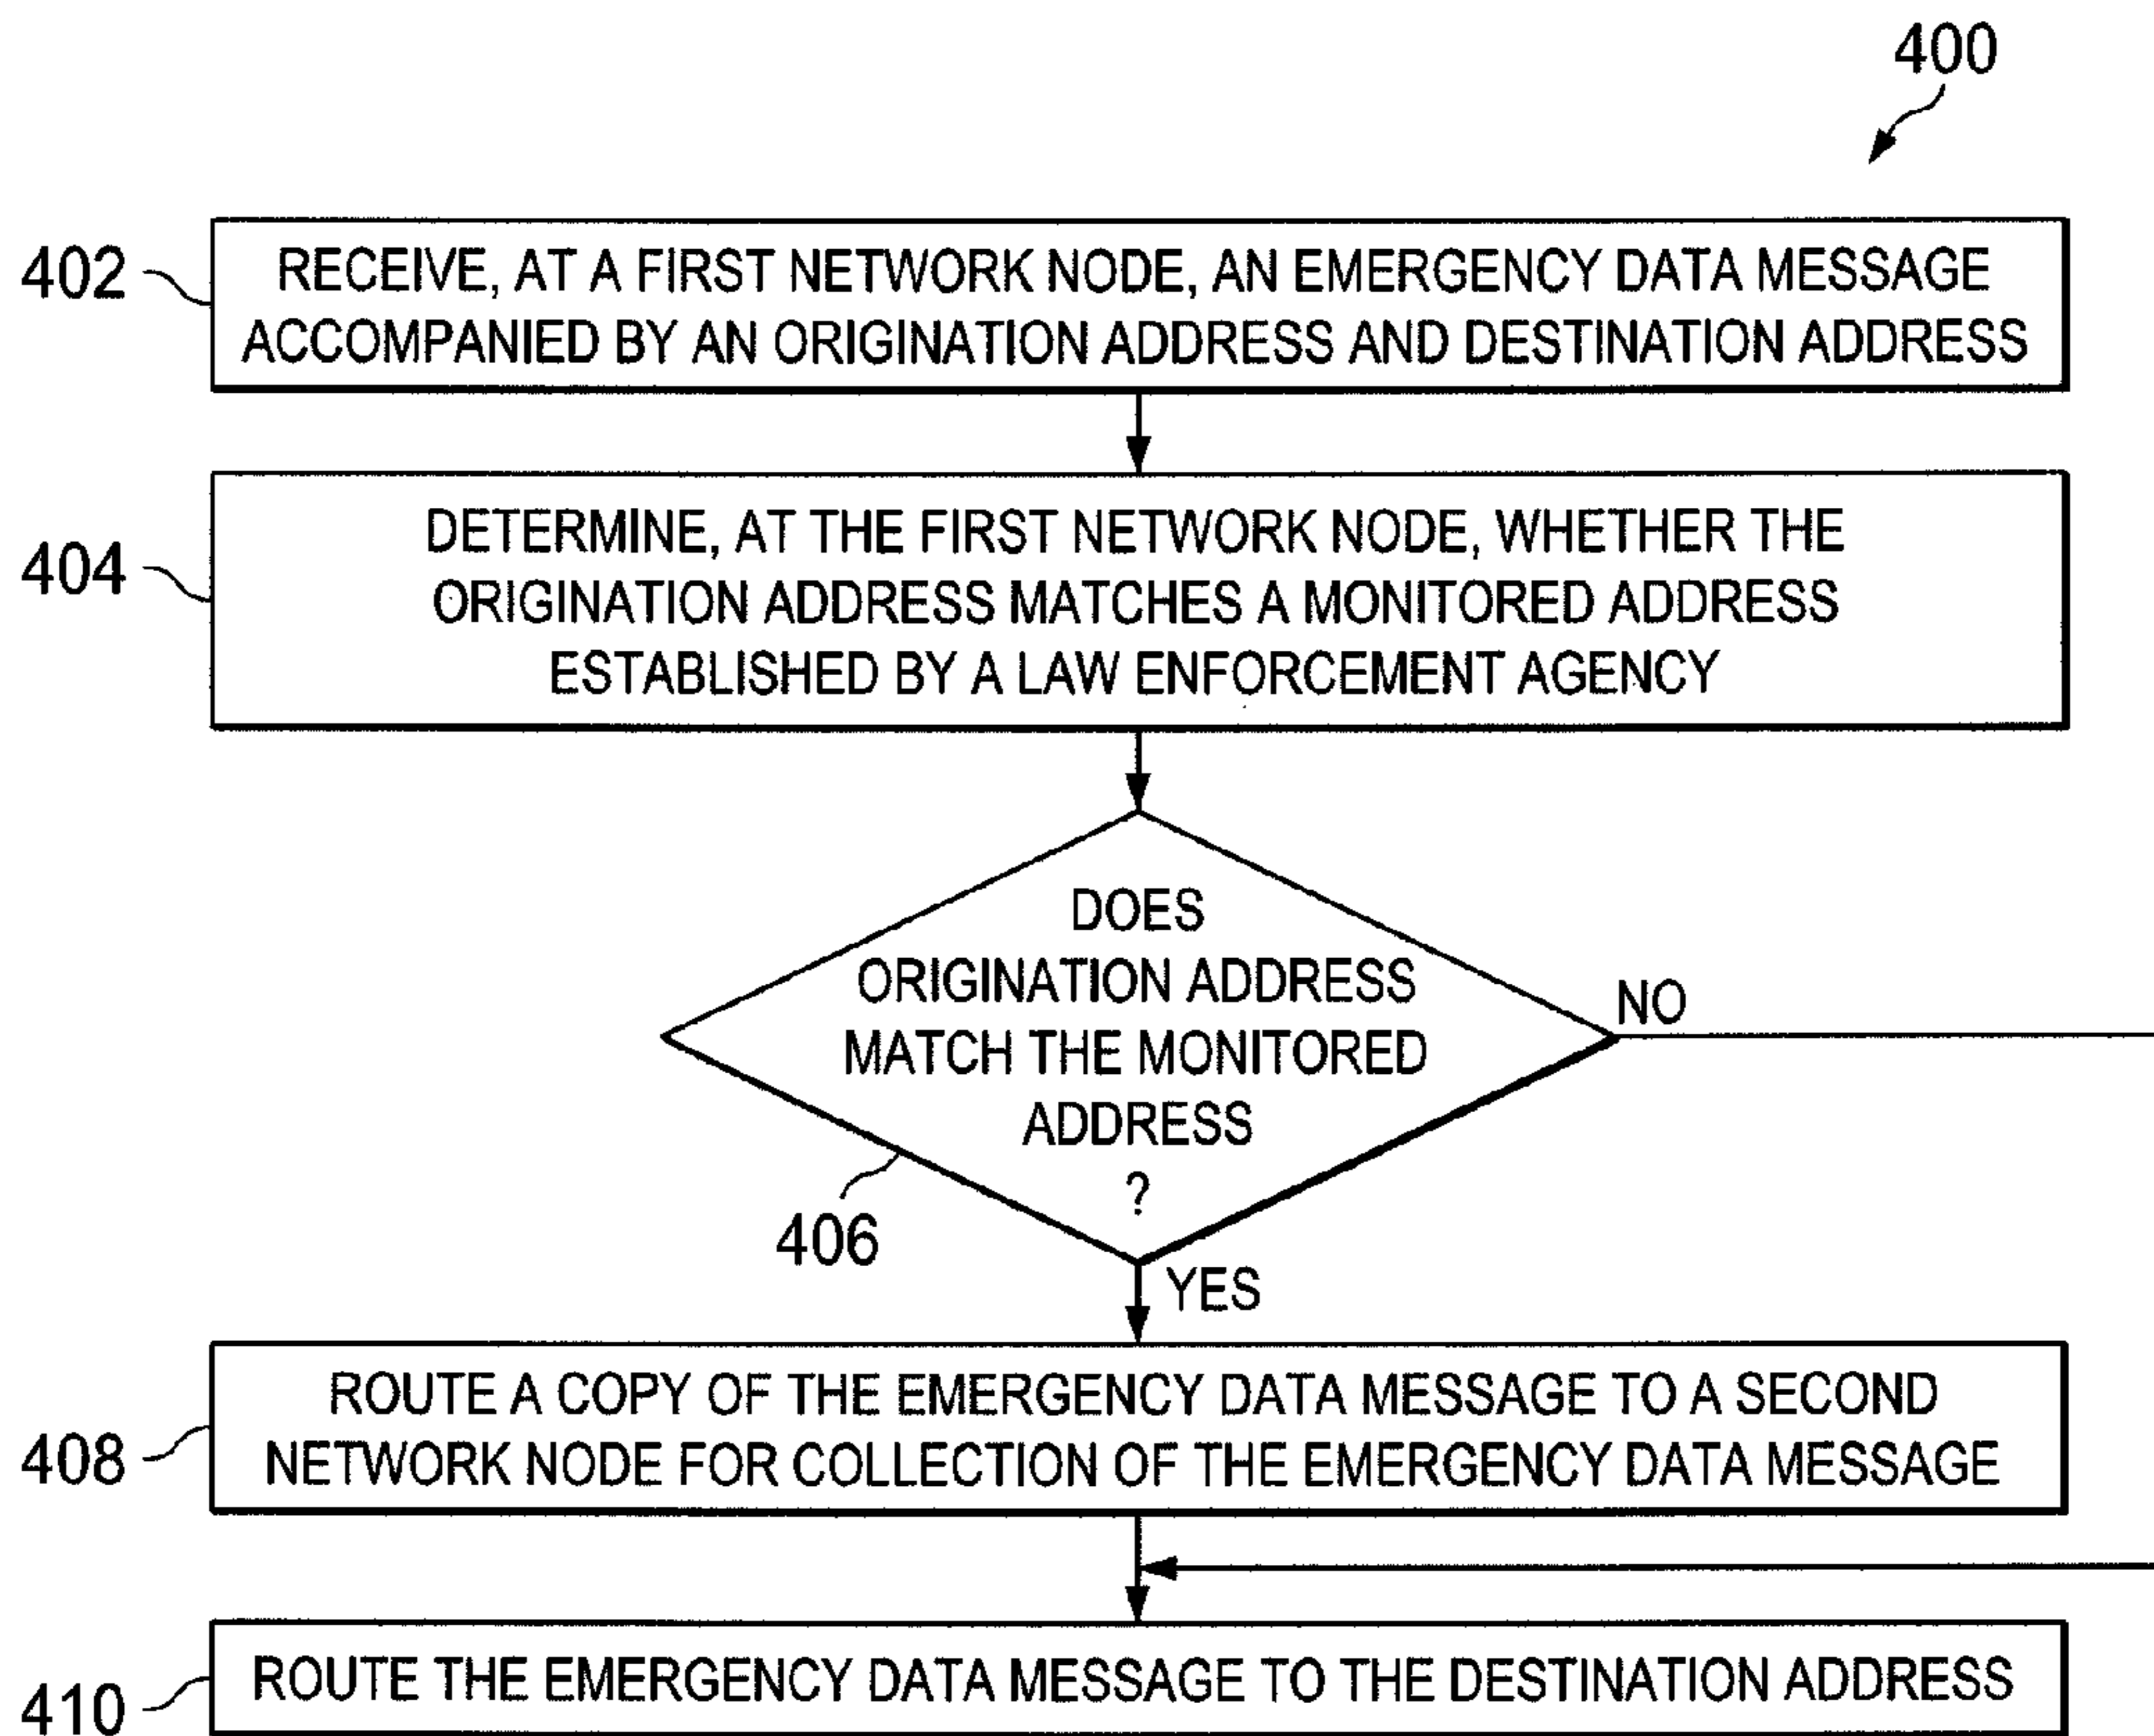 400
402
RECEIVE, AT A FIRST NETWORK NODE, AN EMERGENCY DATA MESSAGE
ACCOMPANIED BY AN ORIGINATION ADDRESS AND DESTINATION ADDRESS
404
DETERMINE, AT THE FIRST NETWORK NODE, WHETHER THE
ORIGINATION ADDRESS MATCHES A MONITORED ADDRESS
ESTABLISHED BY A LAW ENFORCEMENT AGENCY
DOES
ORIGINATION ADDRESS
MATCH THE MONITORED
ADDRESS
?
NO
406
YES
408
ROUTE A COPY OF THE EMERGENCY DATA MESSAGE TO A SECOND
NETWORK NODE FOR COLLECTION OF THE EMERGENCY DATA MESSAGE
410
ROUTE THE EMERGENCY DATA MESSAGE TO THE DESTINATION ADDRESS